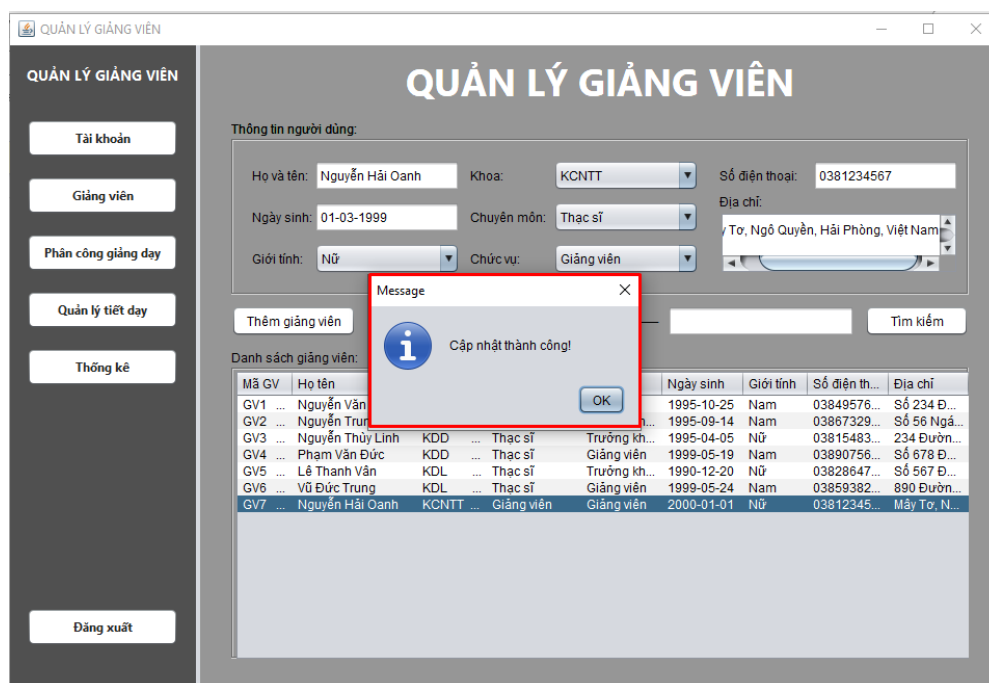 QUẢN LÝ GIẢNG VIÊN
QUẢN LÝ GIẢNG VIÊN
Tài khoản
Giảng viên
Phân công giảng dạy
Quản lý tiết dạy
Thống kê
Đăng xuất
QUẢN LÝ GIẢNG VIÊN
Thông tin người dùng:
Họ và tên: Nguyễn Hải Oanh Khoa: KCNTT Số điện thoại: 0381234567
Ngày sinh: 01-03-1999 Chuyên môn: Thạc sĩ Địa chỉ:
Tơ, Ngô Quyền, Hải Phòng, Việt Nam
Giới tính: Nữ Chức vụ: Giảng viên
Message
Cập nhật thành công!
OK
Thêm giảng viên Tìm kiếm
Danh sách giảng viên:
Mã GV Họ tên Ngày sinh Giới tính Số điện th... Địa chỉ
GV1 ... Nguyễn Văn 1995-10-25 Nam 03849576... Số 234 Đ...
GV2 ... Nguyễn 1995-09-14 Nam 03867329... Số 56 Ngá...
GV3 ... Nguyễn Thùy Linh KDD ... Thạc sĩ Trưởng kh... 1995-04-05 Nữ 03815483... 234 Đườn...
GV4 ... Phạm Văn Đức KDD ... Thạc sĩ Giảng viên 1999-05-19 Nam 03890756... Số 678 Đ...
GV5 ... Lê Thanh Vân KDL ... Thạc sĩ Trưởng kh... 1990-12-20 Nữ 03828647... Số 567 Đ...
GV6 ... Vũ Đức Trung KDL ... Thạc sĩ Giảng viên 1999-05-24 Nam 03859382... 890 Đườn...
GV7 ... Nguyễn Hải Oanh KCNTT ... Giảng viên Giảng viên 2000-01-01 Nữ 03812345... Mây Tơ, N...